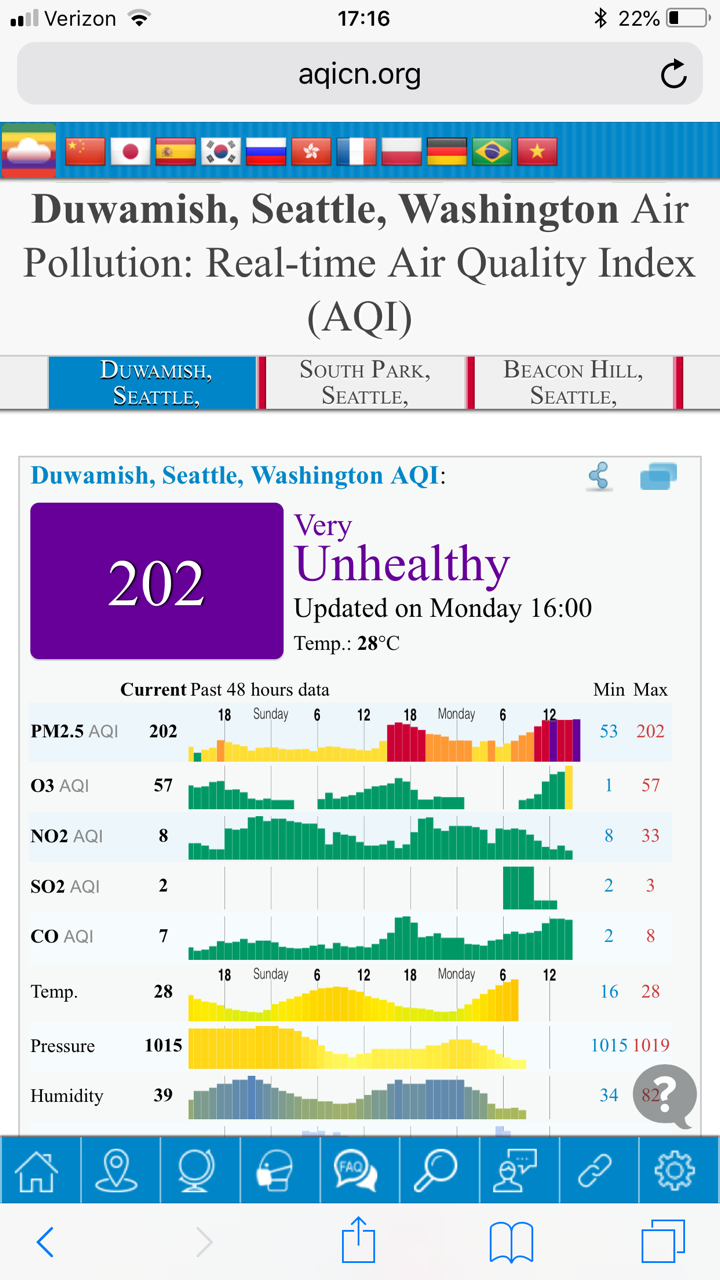 Verizon 17:16 22%
aqicn.org
Duwamish, Seattle, Washington Air
Pollution: Real-time Air Quality Index
(AQI)
Duwamish, South Park, Beacon Hill,
Seattle, Seattle, Seattle,
Duwamish, Seattle, Washington AQI:
202
Very
Unhealthy
Updated on Monday 16:00
Temp.: 28°C
Current Past 48 hours data Min Max
18 Sunday 6 12 18 Monday 6 12
PM2.5 AQI 202 53 202
O3 AQI 57 1 57
NO2 AQI 8 8 33
SO2 AQI 2 2 3
CO AQI 7 2 8
18 Sunday 6 12 18 Monday 6 12
Temp. 28 16 28
Pressure 1015 1015 1019
Humidity 39 34 82
?
FAQ